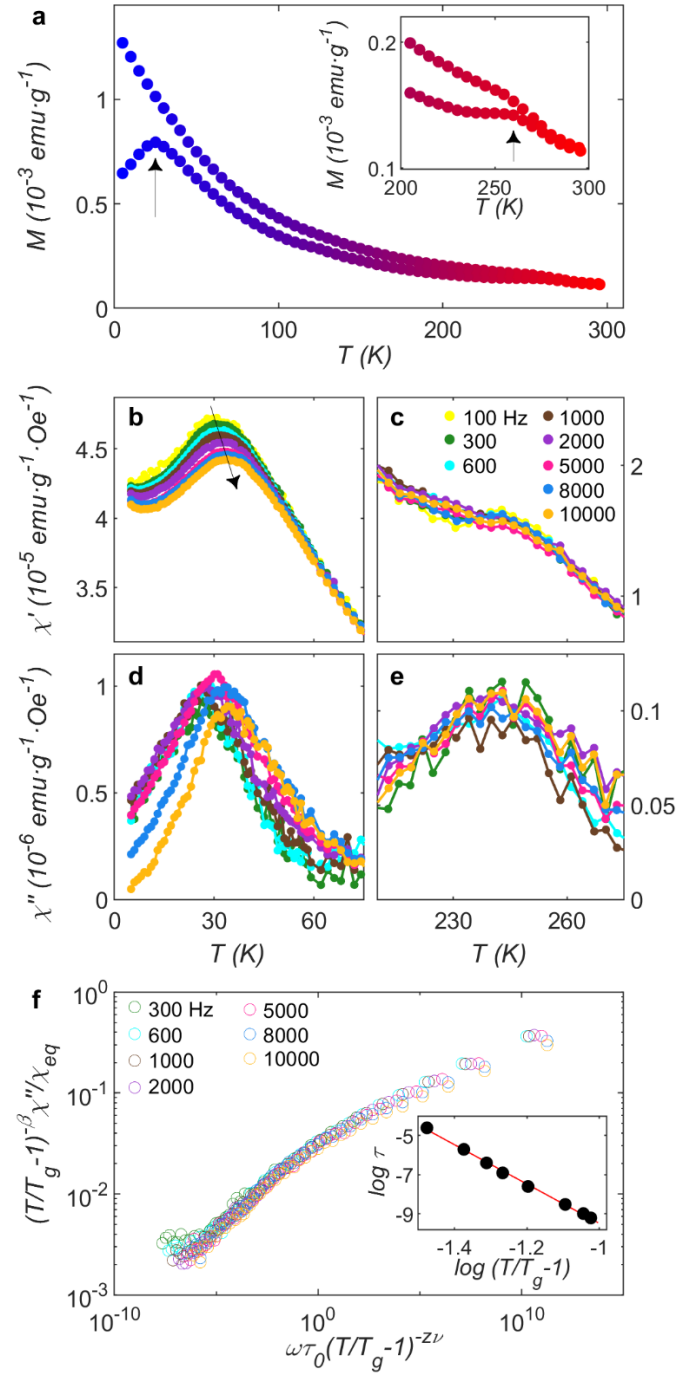 a
M (10⁻³ emu·g⁻¹)
1
0.5
0
0 100 200 300
T (K)
M (10⁻³ emu·g⁻¹)
0.2
0.1
200 250 300
T (K)
b
χ' (10⁻⁵ emu·g⁻¹·Oe⁻¹)
4.5
4
3.5
c
100 Hz 1000
300 2000
600 5000
8000
10000
2
1
d
χ" (10⁻⁶ emu·g⁻¹·Oe⁻¹)
1
0.5
0
0 30 60
T (K)
e
0.1
0.05
0
230 260
T (K)
f
(T/T_g-1)^-β χ"/χ_eq
10⁰
10⁻¹
10⁻²
10⁻³
300 Hz 5000
600 8000
1000 10000
2000
log τ
-5
-7
-9
-1.4 -1.2 -1
log (T/T_g-1)
10⁻¹⁰ 10⁰ 10¹⁰
ωτ₀(T/T_g-1)^-zν